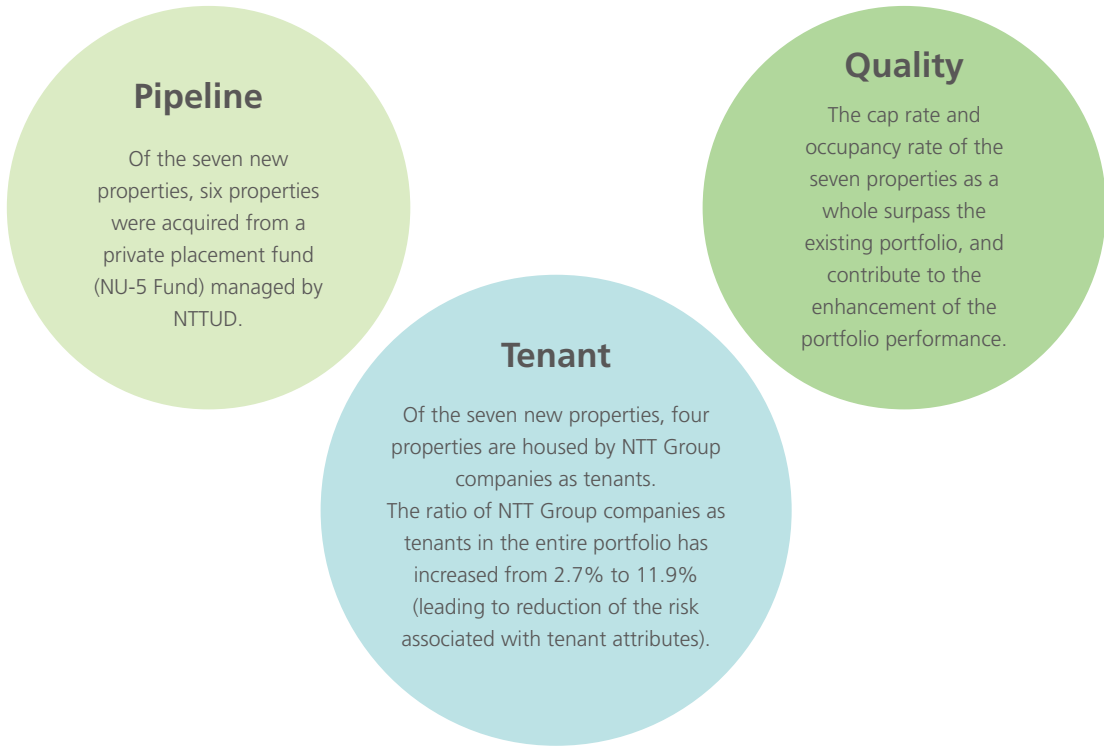 Pipeline
Of the seven new
properties, six properties
were acquired from a
private placement fund
(NU-5 Fund) managed by
NTTUD.
Quality
The cap rate and
occupancy rate of the
seven properties as a
whole surpass the
existing portfolio, and
contribute to the
enhancement of the
portfolio performance.
Tenant
Of the seven new properties, four
properties are housed by NTT Group
companies as tenants.
The ratio of NTT Group companies as
tenants in the entire portfolio has
increased from 2.7% to 11.9%
(leading to reduction of the risk
associated with tenant attributes).